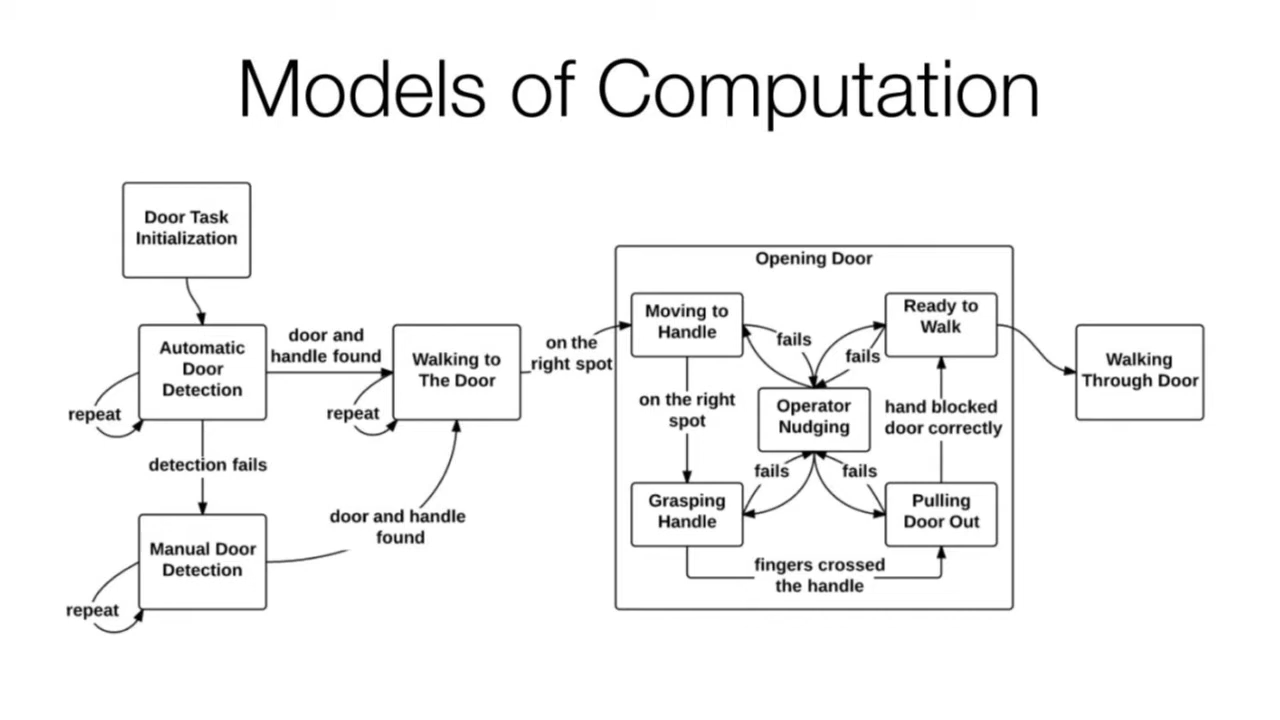 Models of Computation
Door Task
Initialization
Automatic
Door
Detection
repeat
door and
handle found
Walking to
The Door
repeat
detection fails
Manual Door
Detection
repeat
door and handle
found
on the
right spot
Opening Door
Moving to
Handle
fails
Ready to
Walk
fails
on the right
spot
Operator
Nudging
hand blocked
door correctly
Grasping
Handle
fails
fails
Pulling
Door Out
fingers crossed
the handle
Walking
Through Door